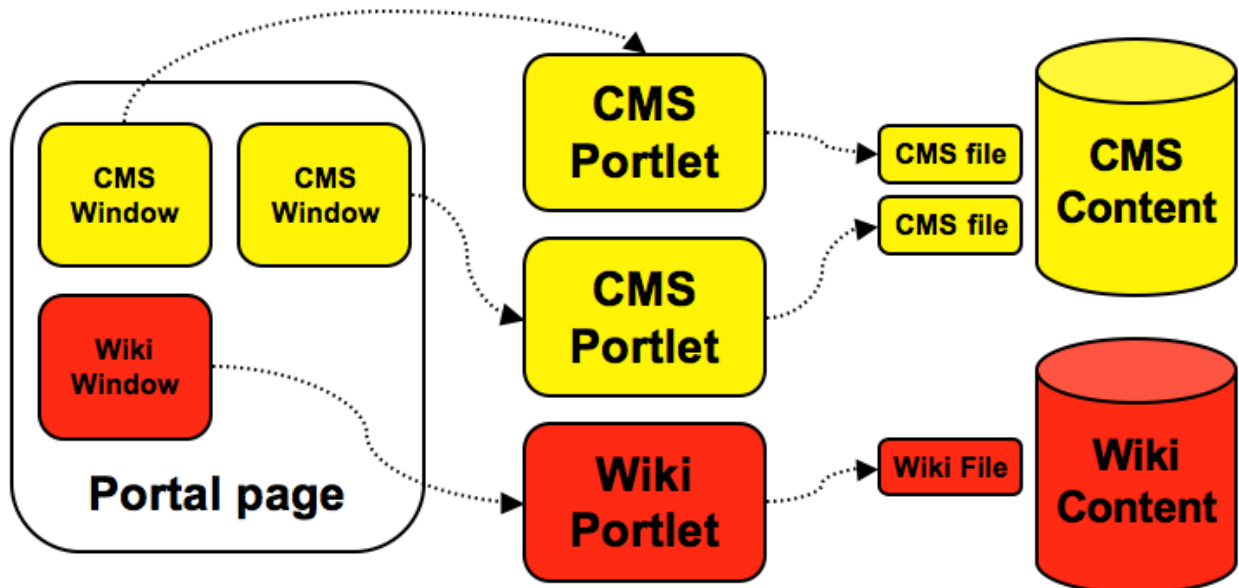 CMS
Window
CMS
Window
Wiki
Window
Portal page
CMS
Portlet
CMS
Portlet
Wiki
Portlet
CMS file
CMS file
Wiki File
CMS
Content
Wiki
Content